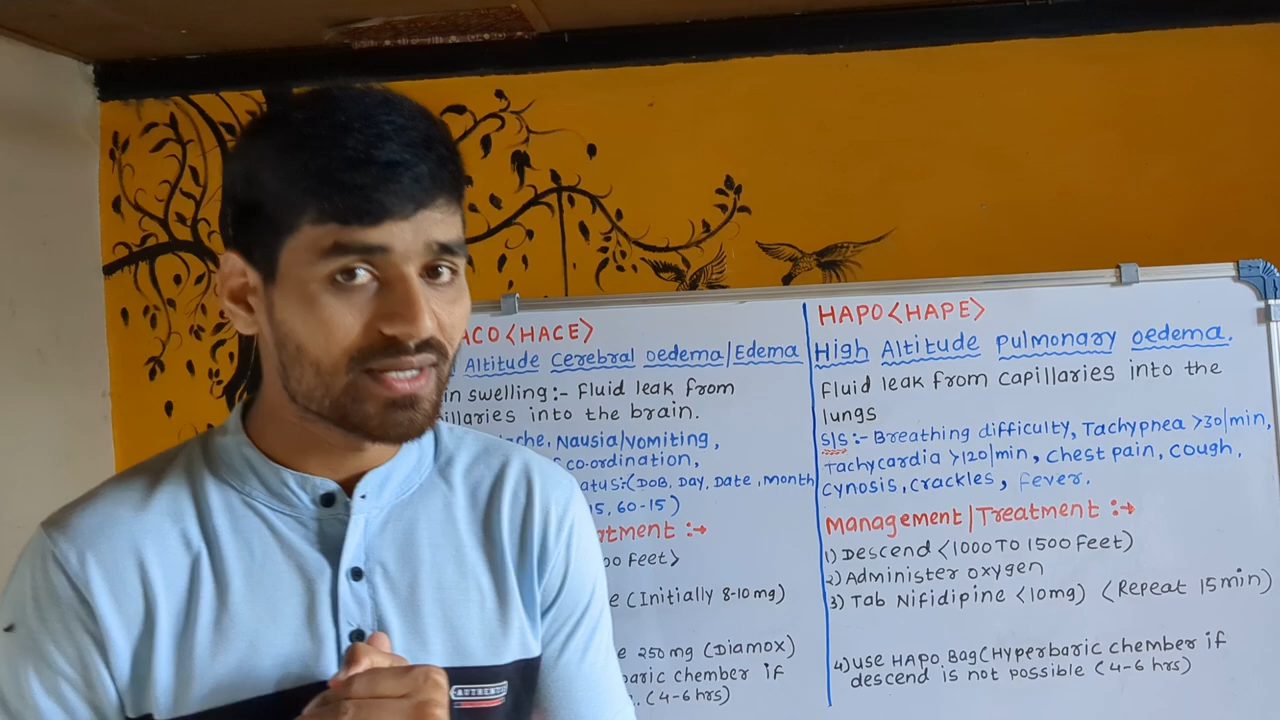 ACO <HACE>
Altitude Cerebral oedema/Edema
in swelling :- Fluid leak from
illaries into the brain.
che, Nausia/vomiting,
co-ordination,
atus:(DOB, Day, Date, month
15, 60-15)
tment :→
00 Feet>
e (Initially 8-10mg)
e 250 mg (Diamox)
baric chember if
. (4-6 hrs)
HAPO <HAPE>
High Altitude pulmonary oedema.
Fluid leak from capillaries into the
lungs
S/S :- Breathing difficulty, Tachypnea >30/min,
Tachycardia >120/min, chest pain, cough,
Cynosis, crackles, fever.
Management/Treatment :→
1) Descend <1000 TO 1500 Feet)
2) Administer oxygen
3) Tab Nifidipine <10mg) <Repeat 15min)
4) use HAPO Bag (Hyperbaric chember if
descend is not possible (4-6 hrs)
AUTHENTIC